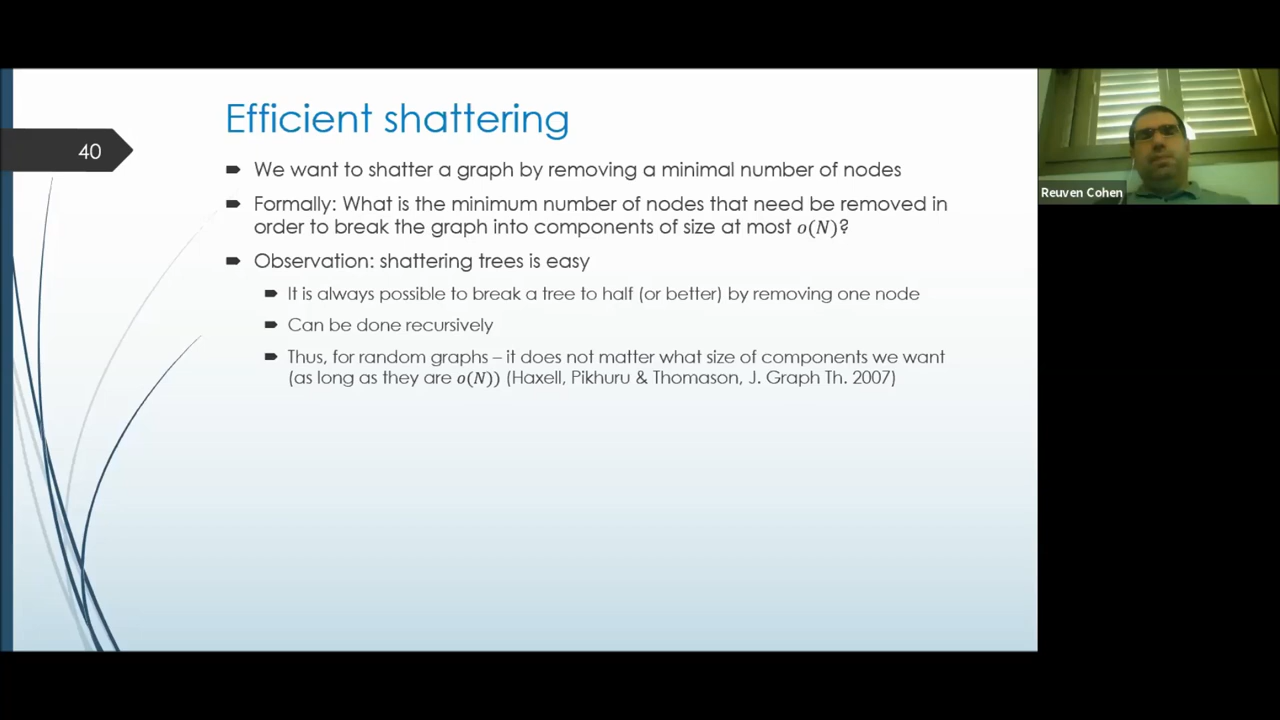 Efficient shattering
40
We want to shatter a graph by removing a minimal number of nodes
Formally: What is the minimum number of nodes that need be removed in
order to break the graph into components of size at most o(N)?
Observation: shattering trees is easy
It is always possible to break a tree to half (or better) by removing one node
Can be done recursively
Thus, for random graphs – it does not matter what size of components we want
(as long as they are o(N)) (Haxell, Pikhuru & Thomason, J. Graph Th. 2007)
Reuven Cohen